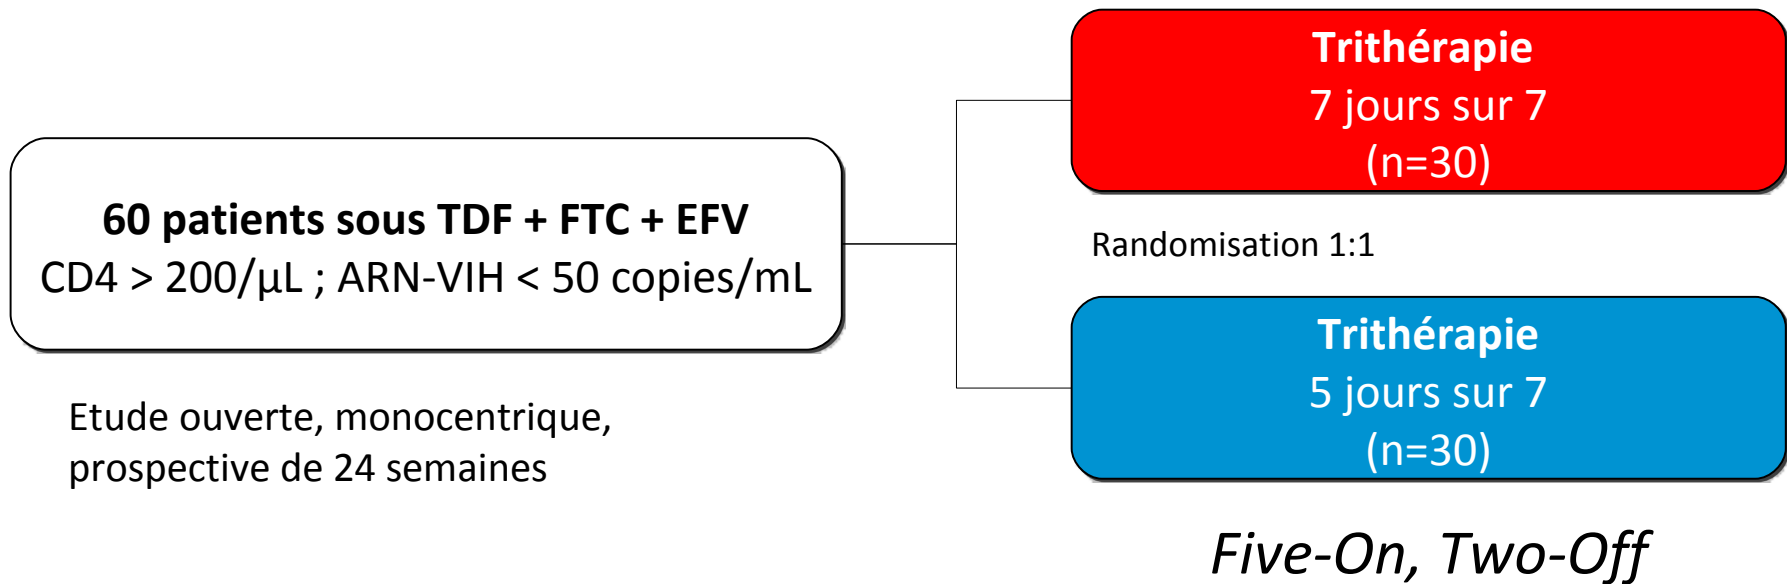 60 patients sous TDF + FTC + EFV
CD4 > 200/µL ; ARN-VIH < 50 copies/mL
Etude ouverte, monocentrique,
prospective de 24 semaines
Trithérapie
7 jours sur 7
(n=30)
Randomisation 1:1
Trithérapie
5 jours sur 7
(n=30)
Five-On, Two-Off